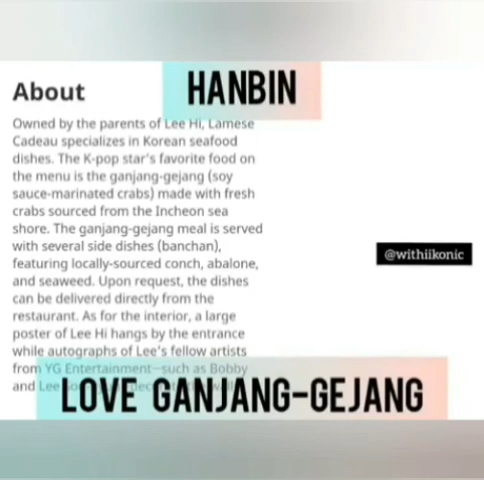 HANBIN
About
Owned by the parents of Lee Hi, Lamese
Cadeau specializes in Korean seafood
dishes. The K-pop star's favorite food on
the menu is the ganjang-gejang (soy
sauce-marinated crabs) made with fresh
crabs sourced from the Incheon sea
shore. The ganjang-gejang meal is served
with several side dishes (banchan),
featuring locally-sourced conch, abalone,
and seaweed. Upon request, the dishes
can be delivered directly from the
restaurant. As for the interior, a large
poster of Lee Hi hangs by the entrance
while autographs of Lee's fellow artists
from YG Entertainment—such as Bobby
and Lee
@withiikonic
LOVE GANJANG-GEJANG